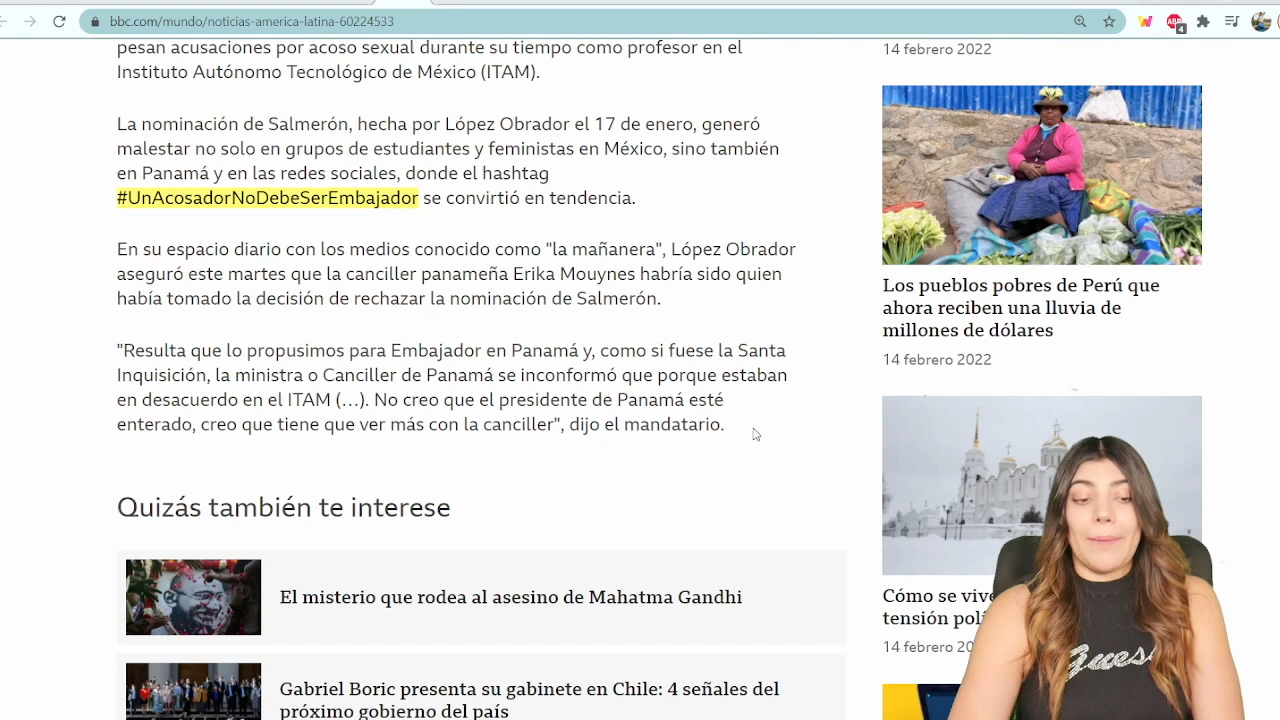 bbc.com/mundo/noticias-america-latina-60224533
4
pesan acusaciones por acoso sexual durante su tiempo como profesor en el
Instituto Autónomo Tecnológico de México (ITAM).
La nominación de Salmerón, hecha por López Obrador el 17 de enero, generó
malestar no solo en grupos de estudiantes y feministas en México, sino también
en Panamá y en las redes sociales, donde el hashtag
#UnAcosadorNoDebeSerEmbajador se convirtió en tendencia.
En su espacio diario con los medios conocido como "la mañanera", López Obrador
aseguró este martes que la canciller panameña Erika Mouynes habría sido quien
había tomado la decisión de rechazar la nominación de Salmerón.
"Resulta que lo propusimos para Embajador en Panamá y, como si fuese la Santa
Inquisición, la ministra o Canciller de Panamá se inconformó que porque estaban
en desacuerdo en el ITAM (...). No creo que el presidente de Panamá esté
enterado, creo que tiene que ver más con la canciller", dijo el mandatario.
Quizás también te interese
El misterio que rodea al asesino de Mahatma Gandhi
Gabriel Boric presenta su gabinete en Chile: 4 señales del
próximo gobierno del país
14 febrero 2022
Los pueblos pobres de Perú que
ahora reciben una lluvia de
millones de dólares
14 febrero 2022
Cómo se vive
tensión
14 febrero
Guess